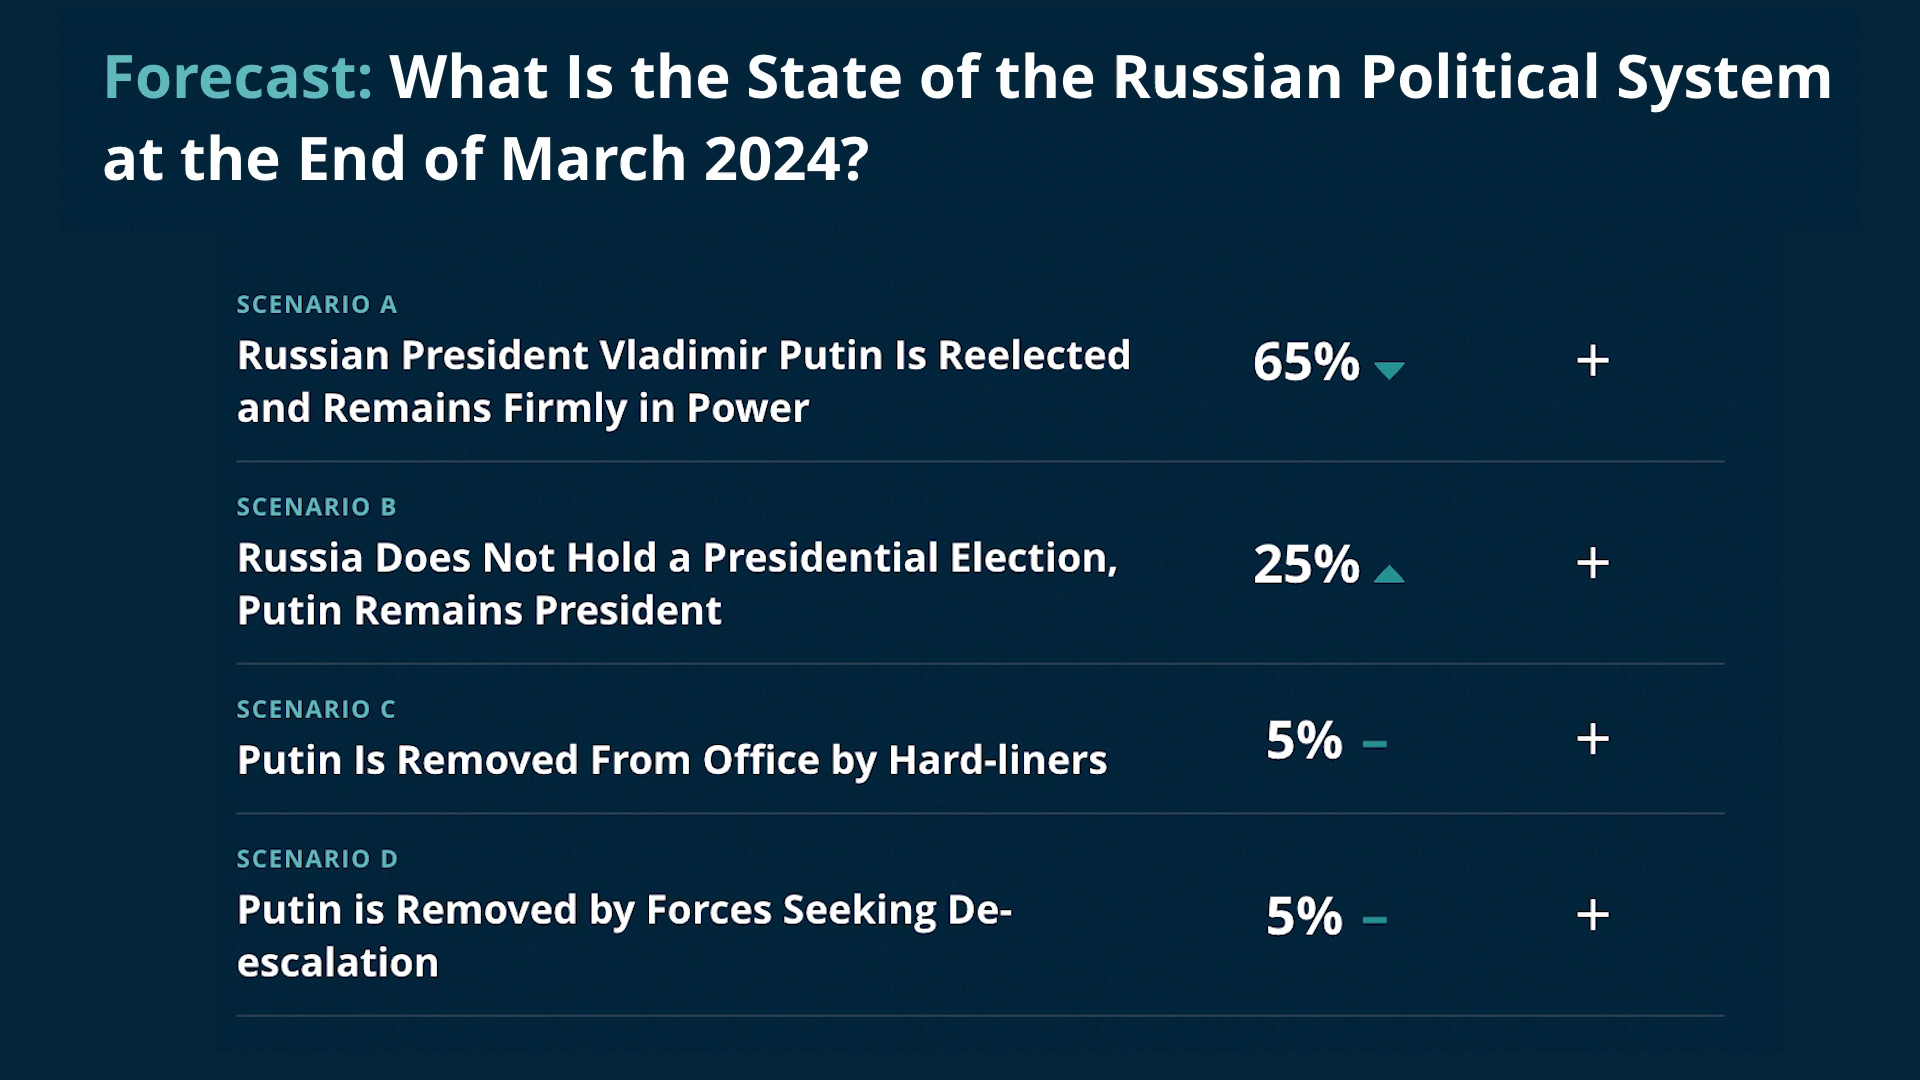 Forecast: What Is the State of the Russian Political System
at the End of March 2024?
SCENARIO A
Russian President Vladimir Putin Is Reelected
and Remains Firmly in Power
65%
+
SCENARIO B
Russia Does Not Hold a Presidential Election,
Putin Remains President
25%
+
SCENARIO C
Putin Is Removed From Office by Hard-liners
5% –
+
SCENARIO D
Putin is Removed by Forces Seeking De-
escalation
5% –
+